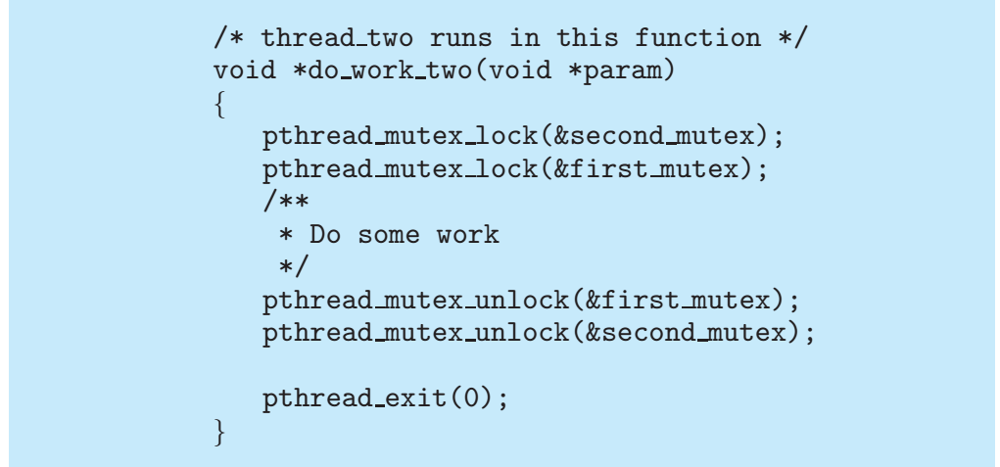 /* thread_two runs in this function */
void *do_work_two(void *param)
{
pthread_mutex_lock(&second_mutex);
pthread_mutex_lock(&first_mutex);
/**
* Do some work
*/
pthread_mutex_unlock(&first_mutex);
pthread_mutex_unlock(&second_mutex);
pthread_exit(0);
}